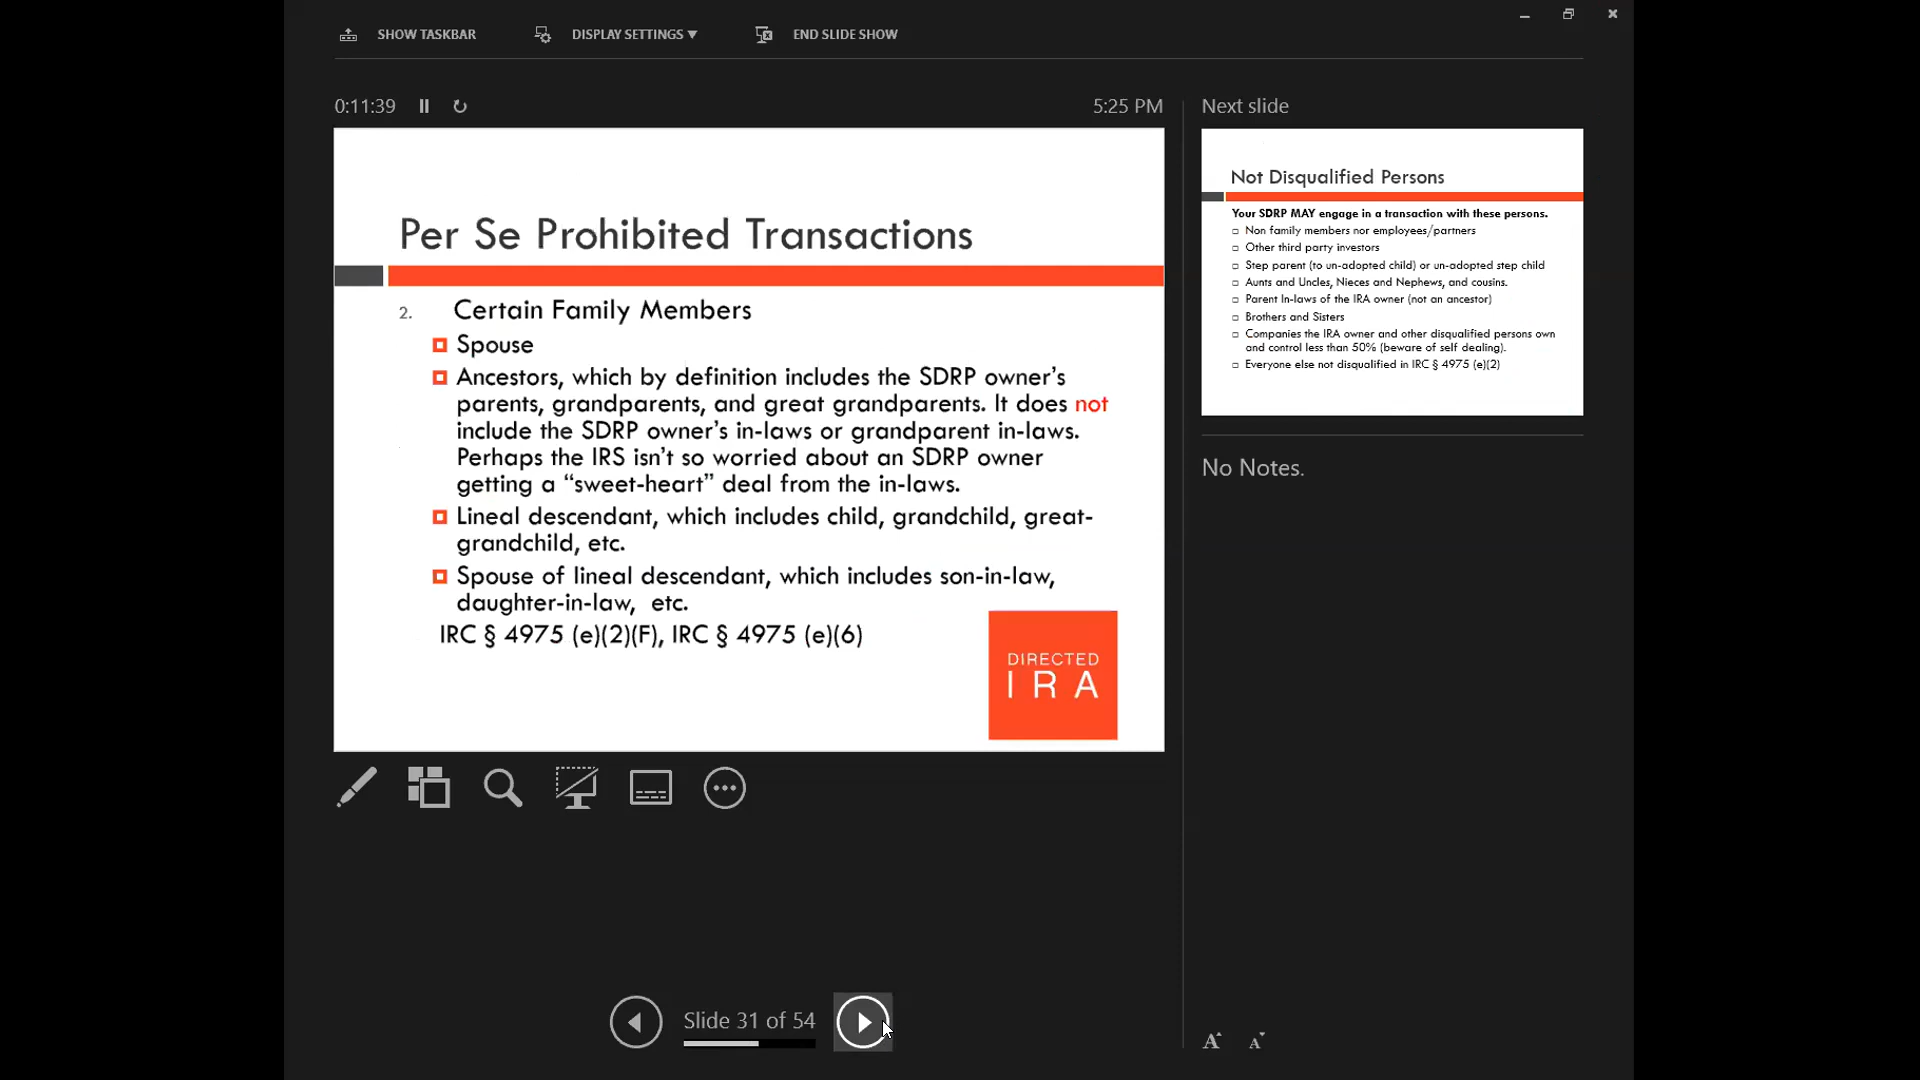 SHOW TASKBAR
DISPLAY SETTINGS ▼
END SLIDE SHOW
0:11:39
5:25 PM
Next slide
Per Se Prohibited Transactions
2. Certain Family Members
Spouse
Ancestors, which by definition includes the SDRP owner’s
parents, grandparents, and great grandparents. It does not
include the SDRP owner’s in-laws or grandparent in-laws.
Perhaps the IRS isn’t so worried about an SDRP owner
getting a “sweet-heart” deal from the in-laws.
Lineal descendant, which includes child, grandchild, great-
grandchild, etc.
Spouse of lineal descendant, which includes son-in-law,
daughter-in-law, etc.
IRC § 4975 (e)(2)(F), IRC § 4975 (e)(6)
DIRECTED
IRA
Not Disqualified Persons
Your SDRP MAY engage in a transaction with these persons.
Non family members nor employees/partners
Other third party investors
Step parent (to un-adopted child) or un-adopted step child
Aunts and Uncles, Nieces and Nephews, and cousins.
Parent In-laws of the IRA owner (not an ancestor)
Brothers and Sisters
Companies the IRA owner and other disqualified persons own
and control less than 50% (beware of self dealing).
Everyone else not disqualified in IRC § 4975 (e)(2)
No Notes.
Slide 31 of 54
A A